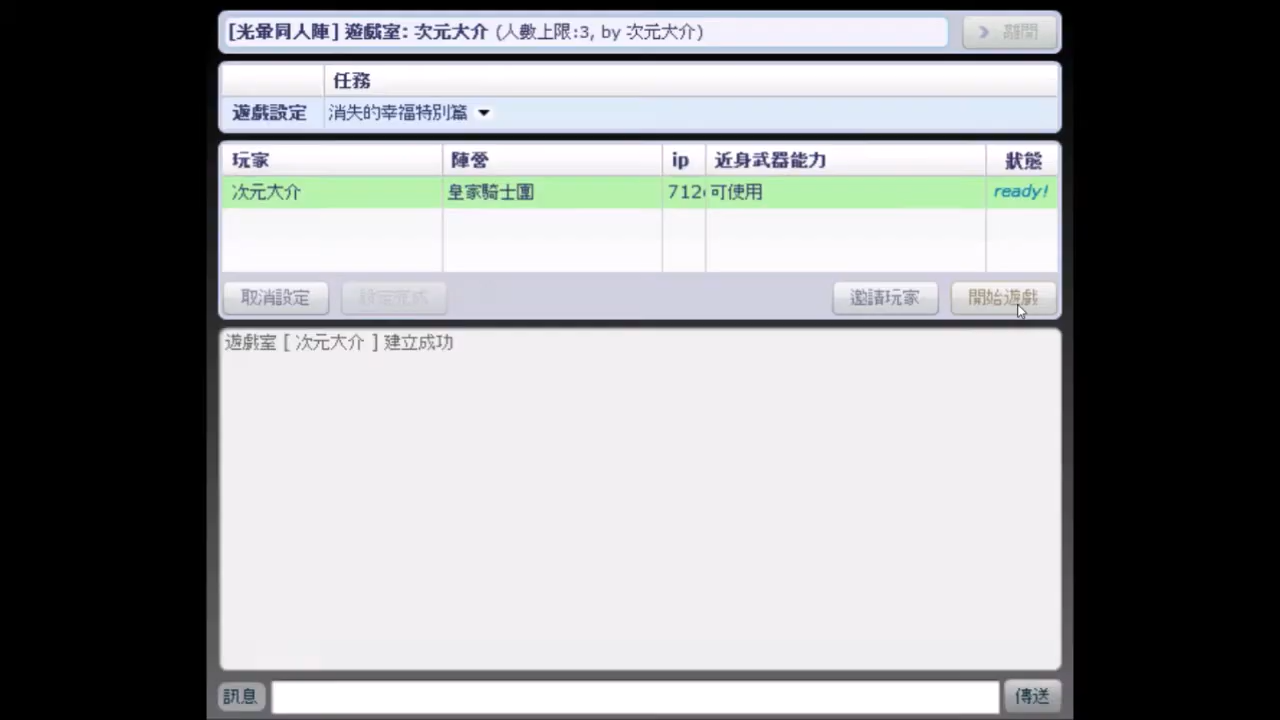 [光暈同人陣] 遊戲室: 次元大介 (人數上限:3, by 次元大介)
離開
任務
遊戲設定 消失的幸福特別篇
玩家 陣營 ip 近身武器能力 狀態
次元大介 皇家騎士團 712 可使用 ready!
取消設定 設定完成 邀請玩家 開始遊戲
遊戲室 [ 次元大介 ] 建立成功
訊息 傳送